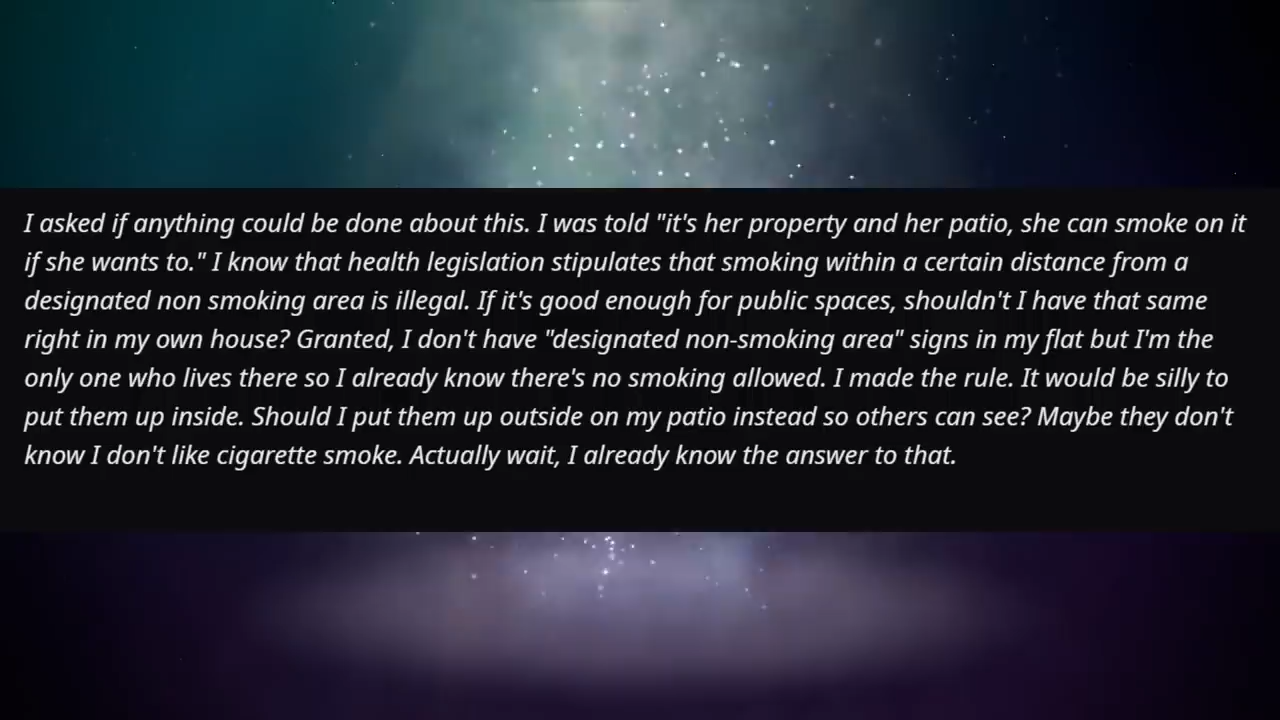 I asked if anything could be done about this. I was told "it's her property and her patio, she can smoke on it
if she wants to." I know that health legislation stipulates that smoking within a certain distance from a
designated non smoking area is illegal. If it's good enough for public spaces, shouldn't I have that same
right in my own house? Granted, I don't have "designated non-smoking area" signs in my flat but I'm the
only one who lives there so I already know there's no smoking allowed. I made the rule. It would be silly to
put them up inside. Should I put them up outside on my patio instead so others can see? Maybe they don't
know I don't like cigarette smoke. Actually wait, I already know the answer to that.